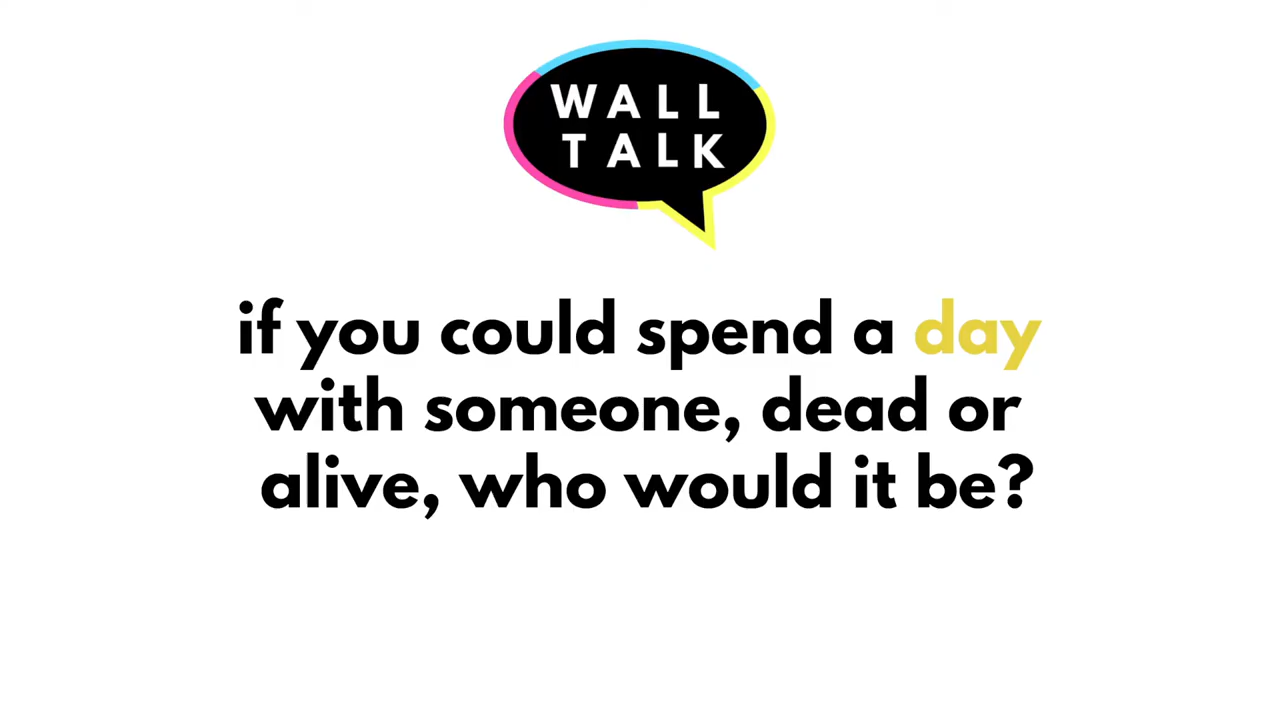 WALL
TALK
if you could spend a day
with someone, dead or
alive, who would it be?